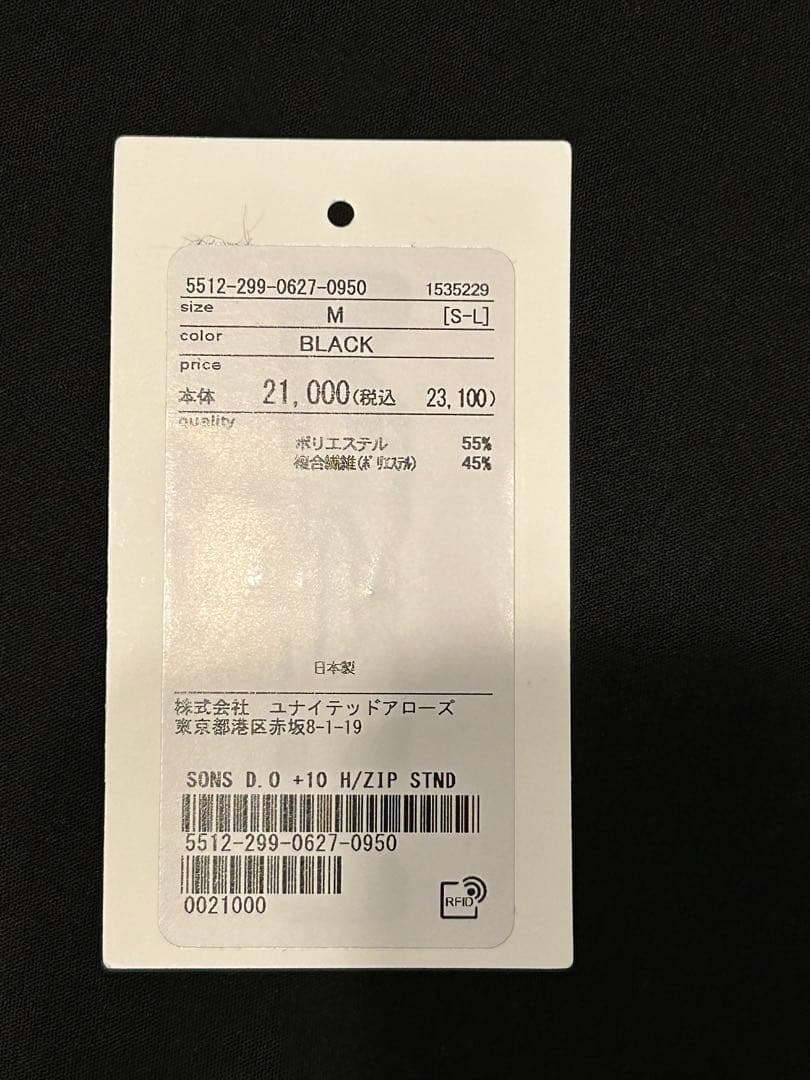 5512-299-0627-0950 1535229
size M [S-L]
color BLACK
price
本体 21,000(税込 23,100)
quality
ポリエステル 55%
複合繊維(ポリエステル) 45%
日本製
株式会社 ユナイテッドアローズ
東京都港区赤坂8-1-19
SONS D.O +10 H/ZIP STND
5512-299-0627-0950
0021000
RFID